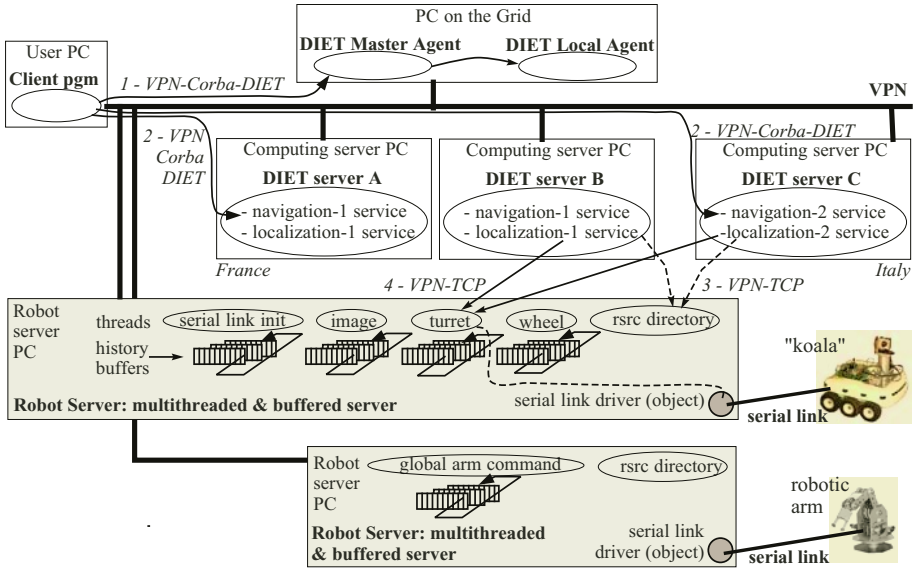 PC on the Grid
DIET Master Agent
DIET Local Agent
User PC
Client pgm
1 - VPN-Corba-DIET
VPN
2 - VPN
Corba
DIET
2 - VPN-Corba-DIET
Computing server PC
DIET server A
- navigation-1 service
- localization-1 service
France
Computing server PC
DIET server B
- navigation-1 service
- localization-1 service
Computing server PC
DIET server C
- navigation-2 service
-localization-2 service
Italy
4 - VPN-TCP
3 - VPN-TCP
Robot
server
PC
threads
serial link init
image
turret
wheel
rsrc directory
history
buffers
serial link driver (object)
Robot Server: multithreaded & buffered server
"koala"
serial link
Robot
server
PC
global arm command
rsrc directory
Robot Server: multithreaded
& buffered server
serial link
driver (object)
robotic
arm
serial link